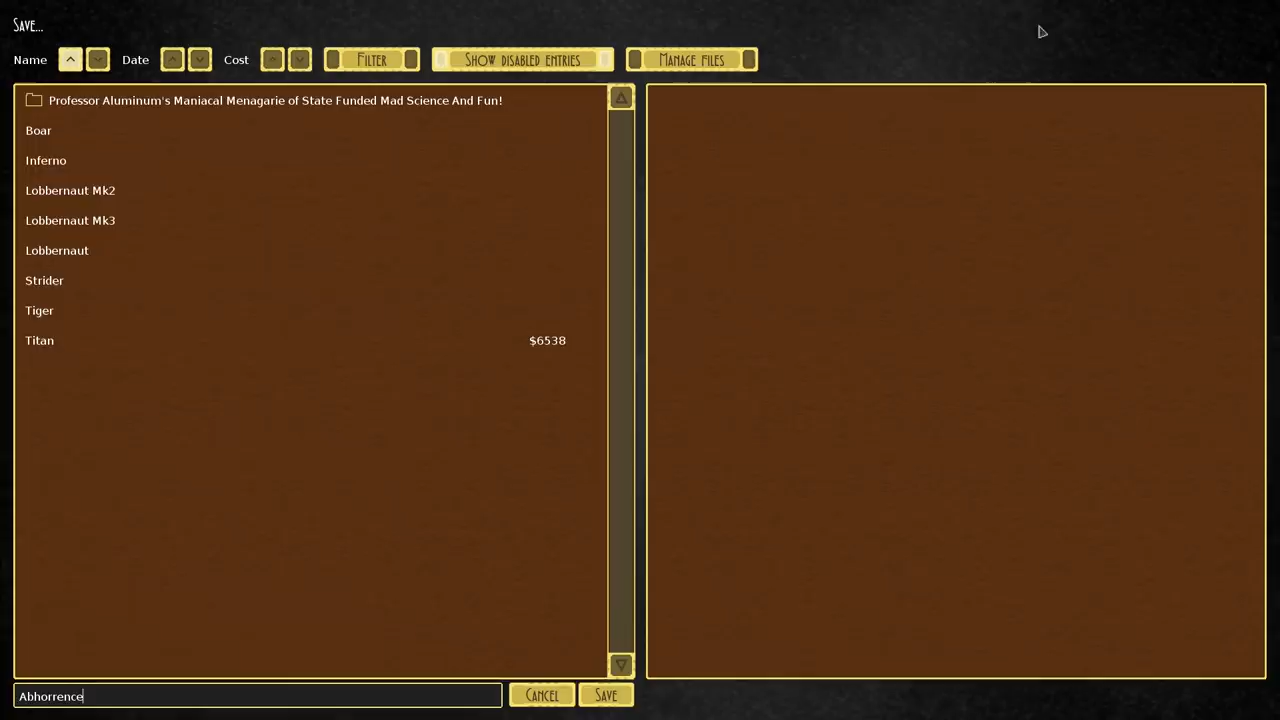 Save...
Name Date Cost Filter Show disabled entries Manage files
Professor Aluminum's Maniacal Menagarie of State Funded Mad Science And Fun!
Boar
Inferno
Lobbernaut Mk2
Lobbernaut Mk3
Lobbernaut
Strider
Tiger
Titan $6538
Abhorrence Cancel Save